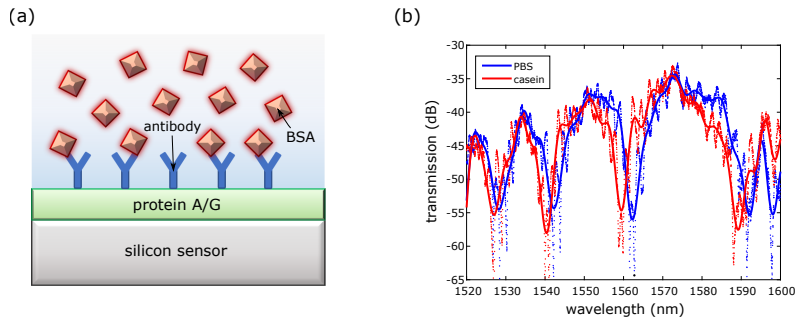 (a)
antibody
BSA
protein A/G
silicon sensor
(b)
-30
-35
-40
-45
-50
-55
-60
-65
transmission (dB)
PBS
casein
1520 1530 1540 1550 1560 1570 1580 1590 1600
wavelength (nm)